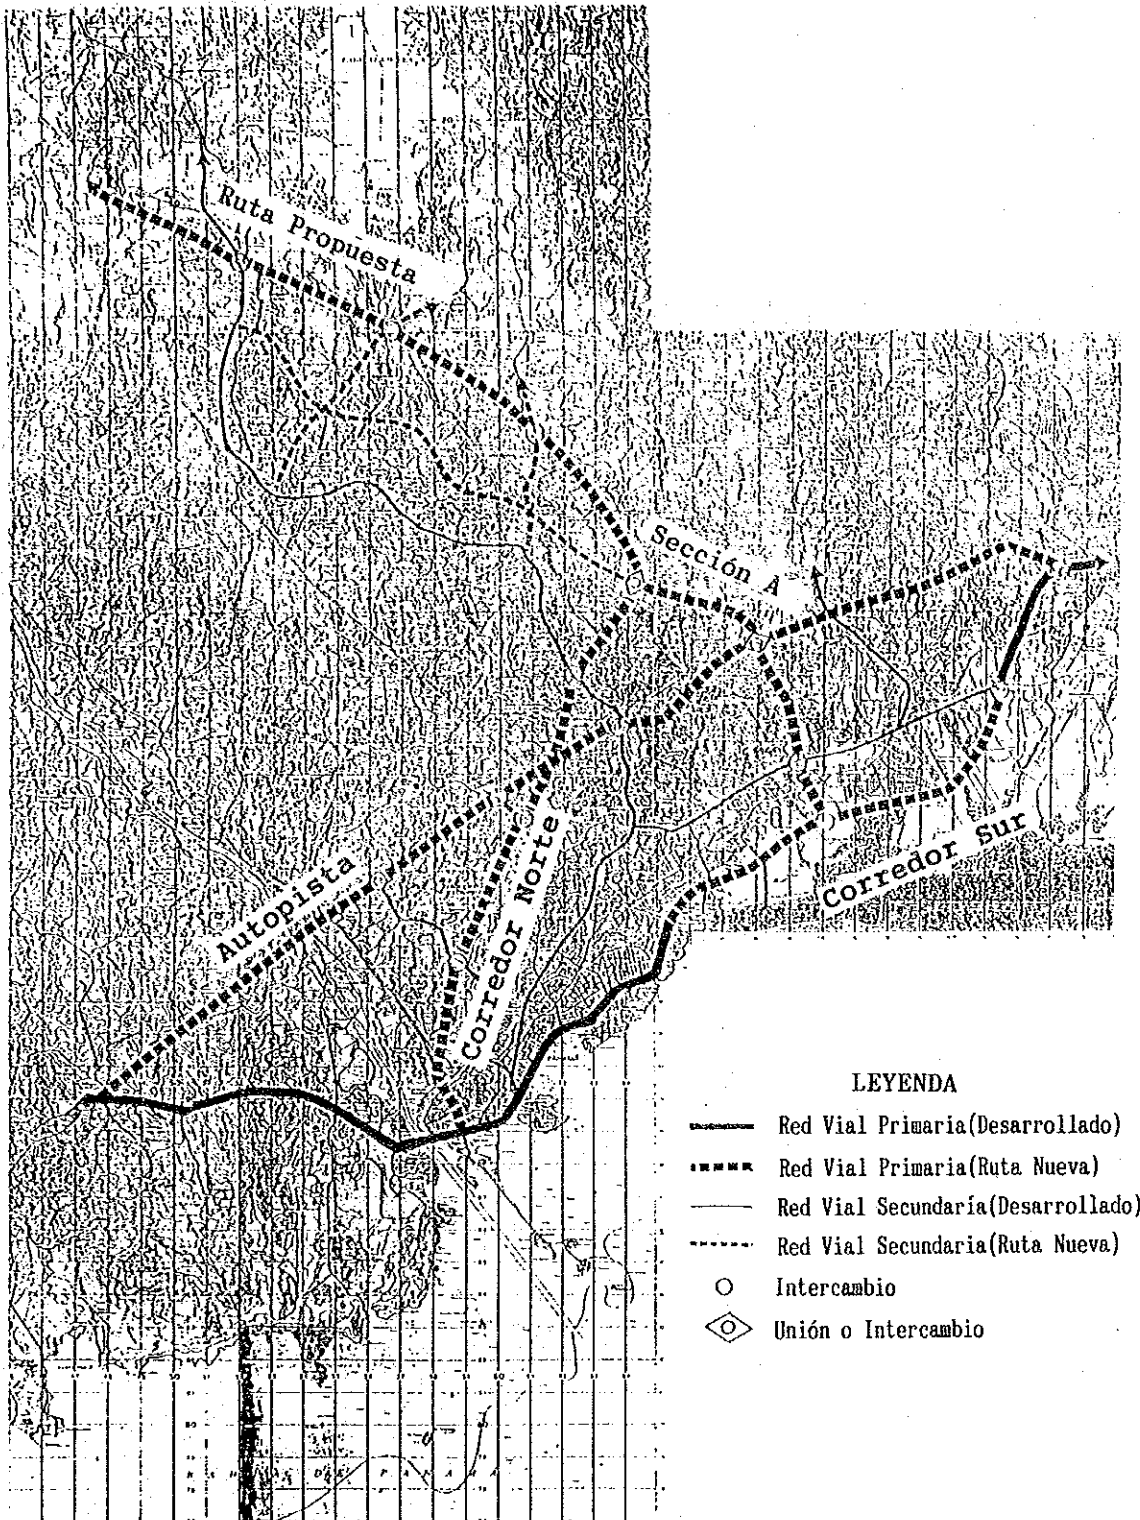 Ruta Propuesta
Sección A
Autopista
Corredor Norte
Corredor Sur
LEYENDA
Red Vial Primaria(Desarrollado)
Red Vial Primaria(Ruta Nueva)
Red Vial Secundaría(Desarrollado)
Red Vial Secundaria(Ruta Nueva)
Intercambio
Unión o Intercambio